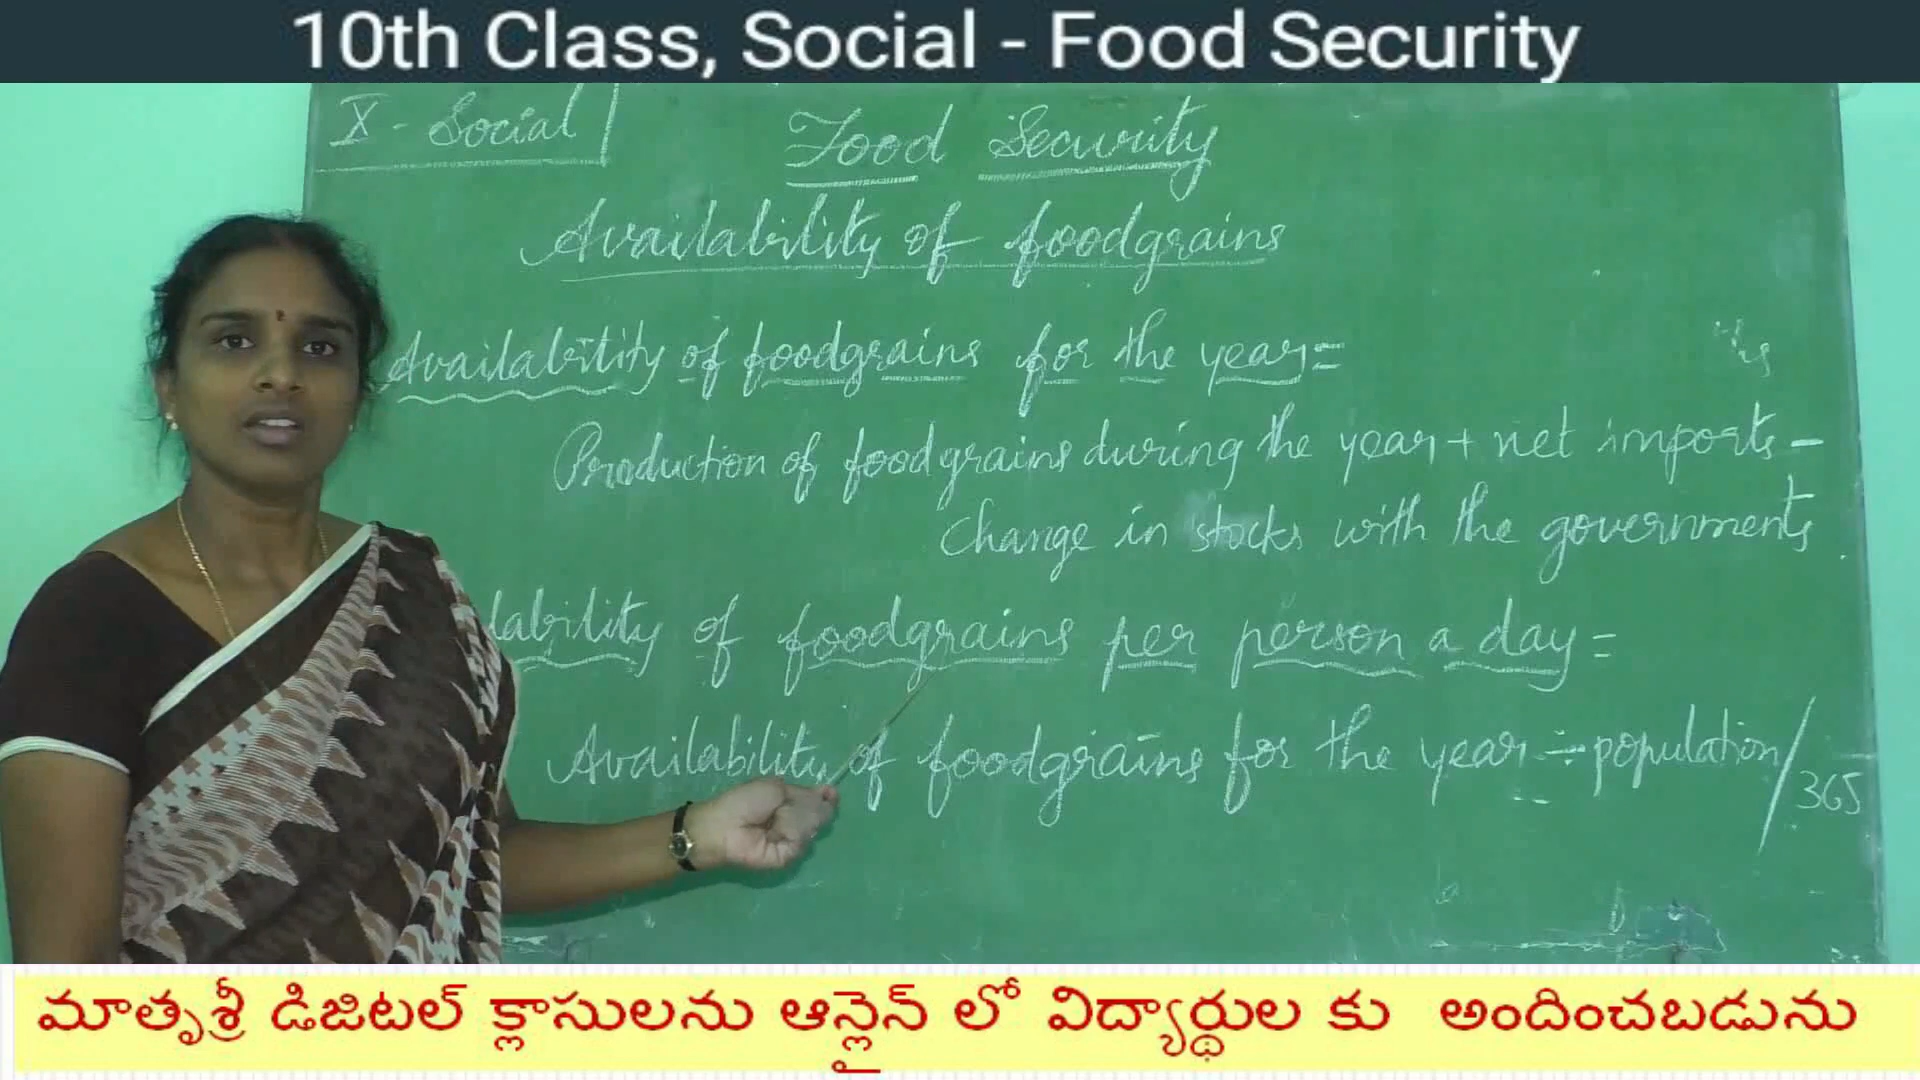 10th Class, Social - Food Security
X - Social
Food Security
Availability of foodgrains
Availability of foodgrains for the year =
Production of foodgrains during the year + net imports -
change in stocks with the governments.
lability of foodgrains per person a day =
Availability of foodgrains for the year ÷ population / 365
మాతృశ్రీ డిజిటల్ క్లాసులను ఆన్లైన్ లో విద్యార్థుల కు అందించబడును